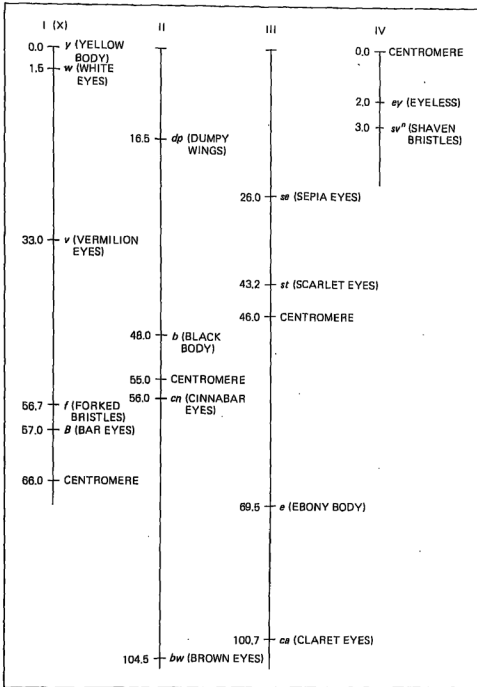 I (X)
0.0 y (YELLOW
BODY)
1.5 w (WHITE
EYES)
33.0 v (VERMILION
EYES)
56.7 f (FORKED
BRISTLES)
57.0 B (BAR EYES)
66.0 CENTROMERE
II
16.5 dp (DUMPY
WINGS)
48.0 b (BLACK
BODY)
55.0 CENTROMERE
56.0 cn (CINNABAR
EYES)
104.5 bw (BROWN EYES)
III
26.0 se (SEPIA EYES)
43.2 st (SCARLET EYES)
46.0 CENTROMERE
69.5 e (EBONY BODY)
100.7 ca (CLARET EYES)
IV
0.0 CENTROMERE
2.0 ey (EYELESS)
3.0 svⁿ (SHAVEN
BRISTLES)